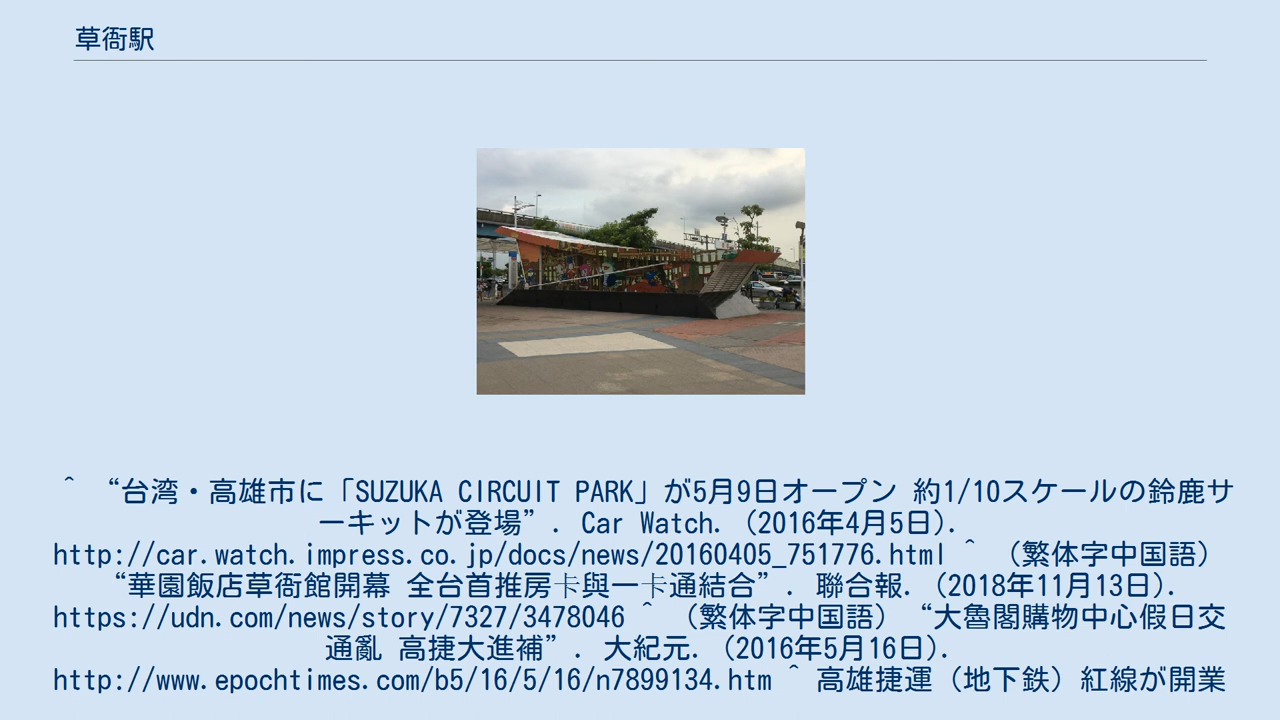 草衙駅
＾ “台湾・高雄市に「SUZUKA CIRCUIT PARK」が5月9日オープン 約1/10スケールの鈴鹿サ
ーキットが登場”. Car Watch. (2016年4月5日).
http://car.watch.impress.co.jp/docs/news/20160405_751776.html ＾ （繁体字中国語）
“華園飯店草衙館開幕 全台首推房卡與一卡通結合”. 聯合報. (2018年11月13日).
https://udn.com/news/story/7327/3478046 ＾ （繁体字中国語） “大魯閣購物中心假日交
通亂 高捷大進補”. 大紀元. (2016年5月16日).
http://www.epochtimes.com/b5/16/5/16/n7899134.htm ＾ 高雄捷運（地下鉄）紅線が開業